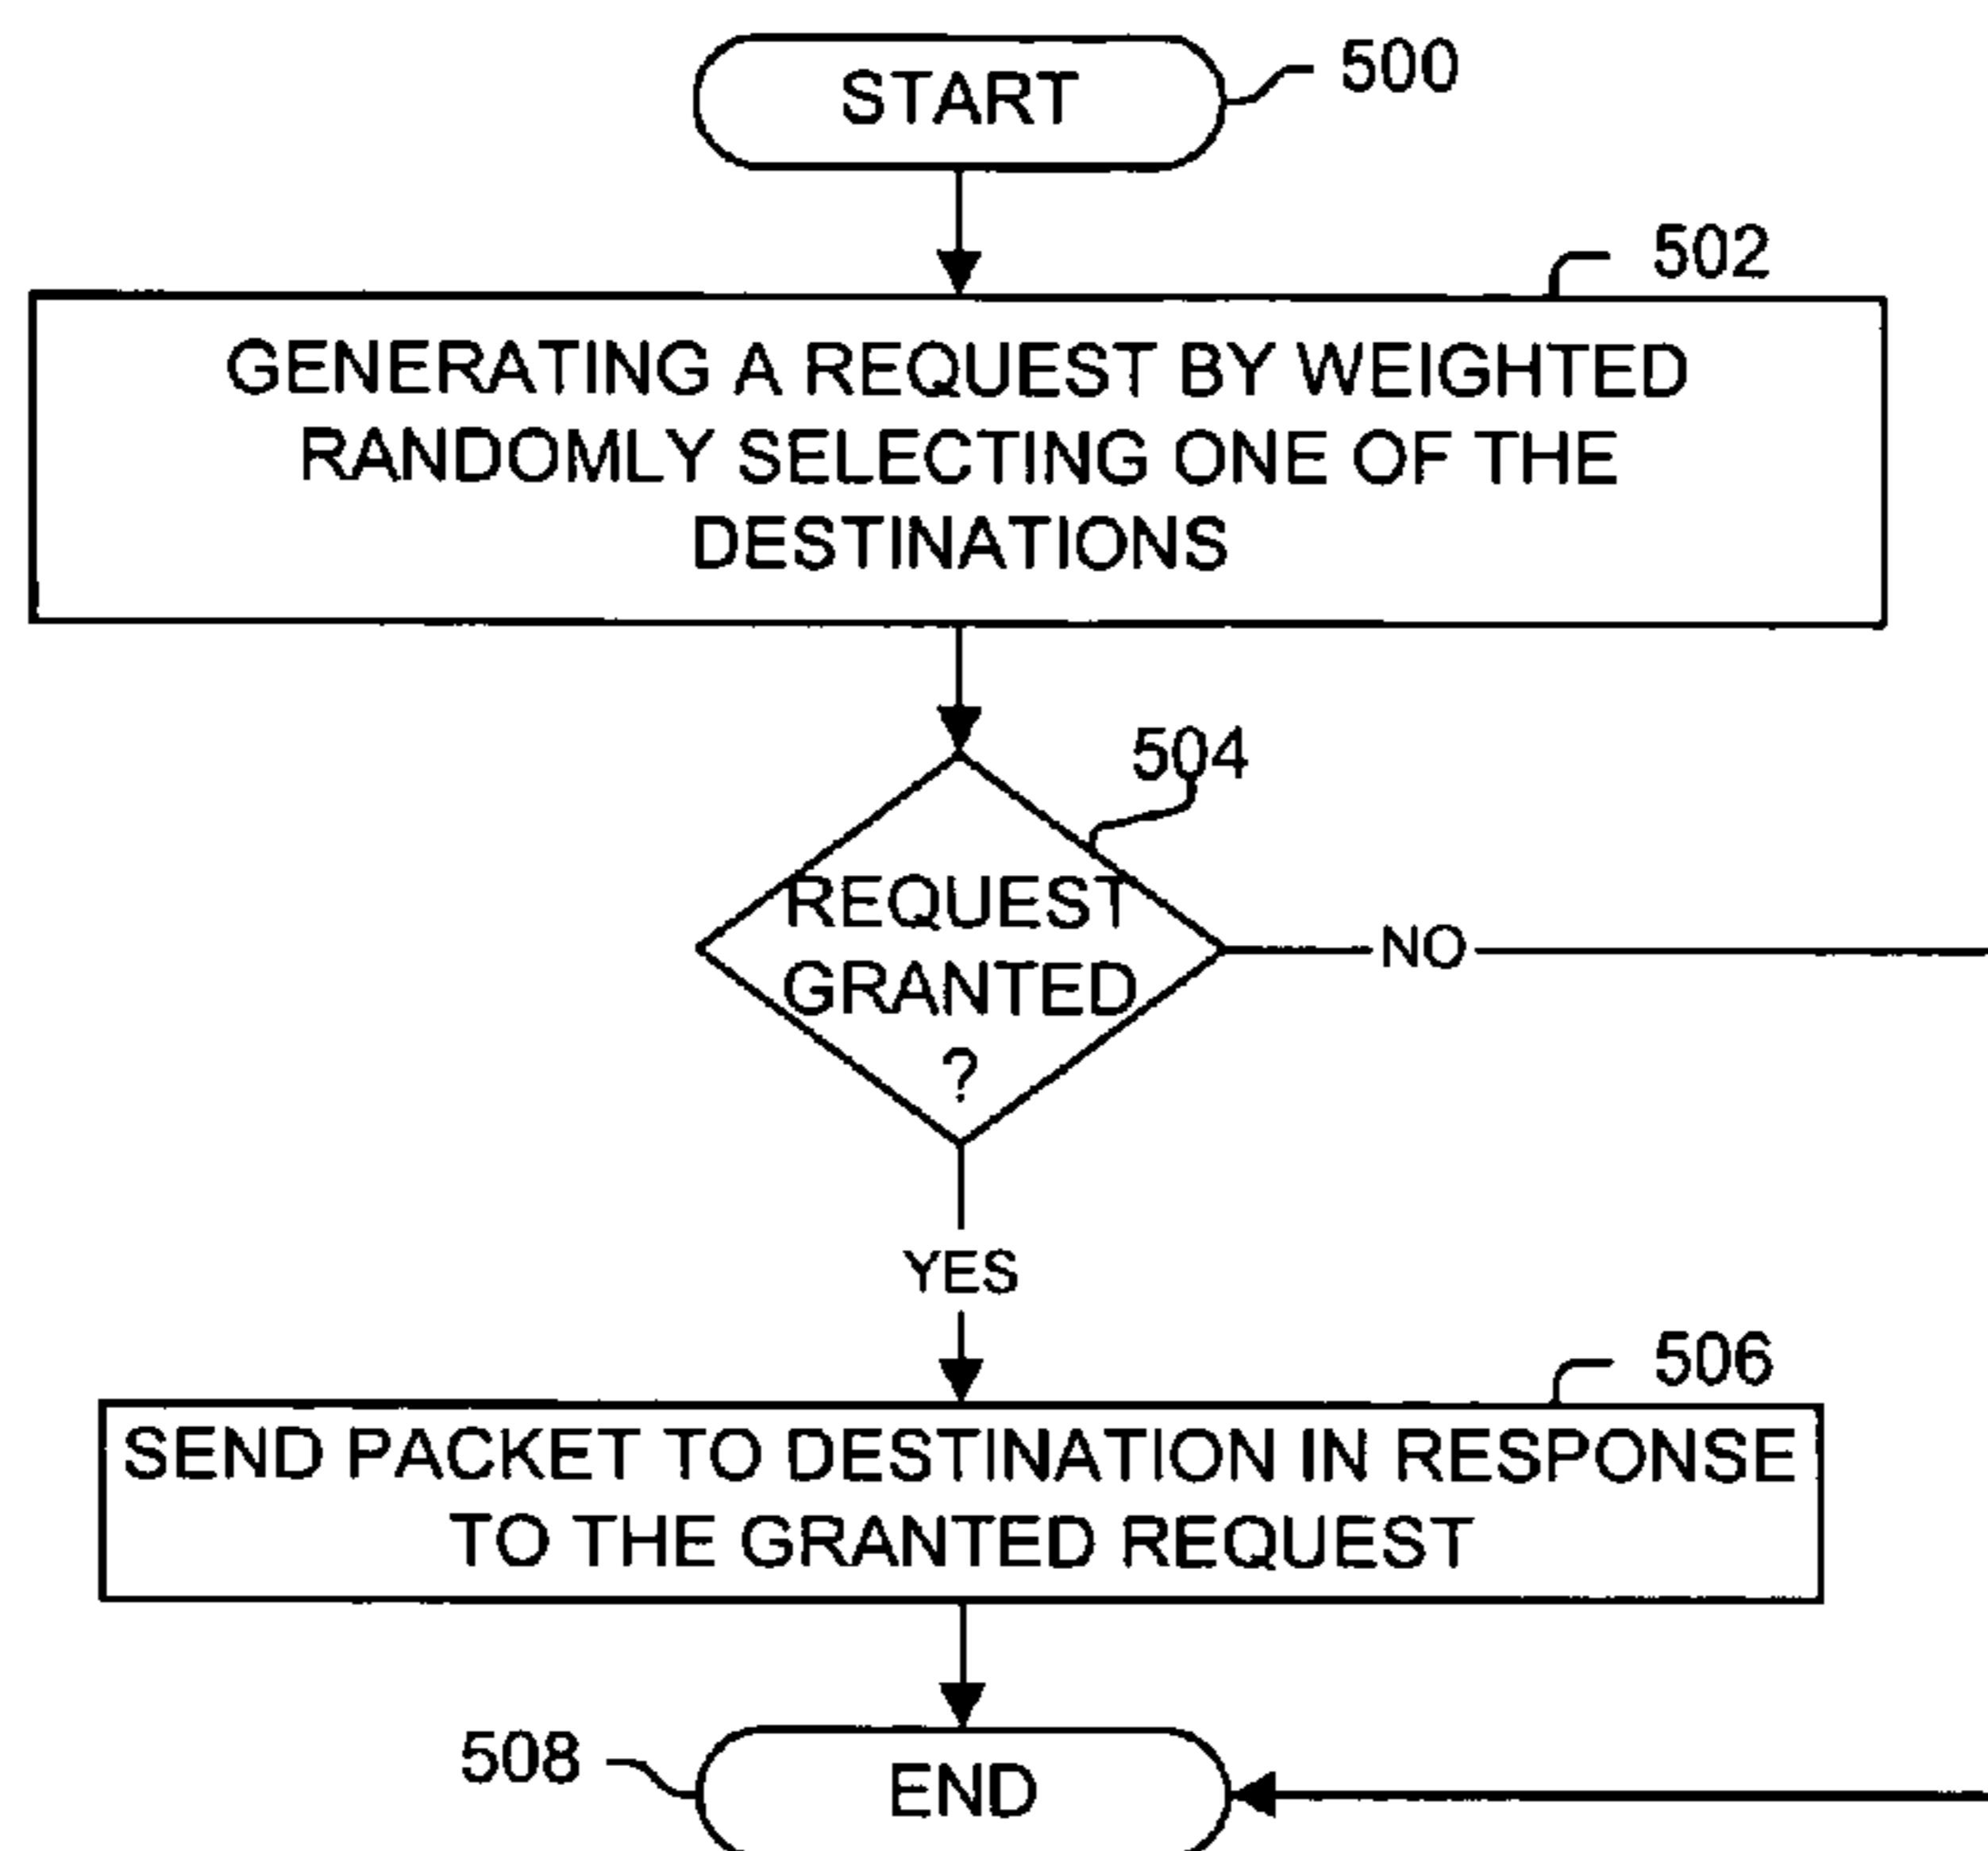 START
500
502
GENERATING A REQUEST BY WEIGHTED
RANDOMLY SELECTING ONE OF THE
DESTINATIONS
504
REQUEST
GRANTED
?
NO
YES
506
SEND PACKET TO DESTINATION IN RESPONSE
TO THE GRANTED REQUEST
508
END